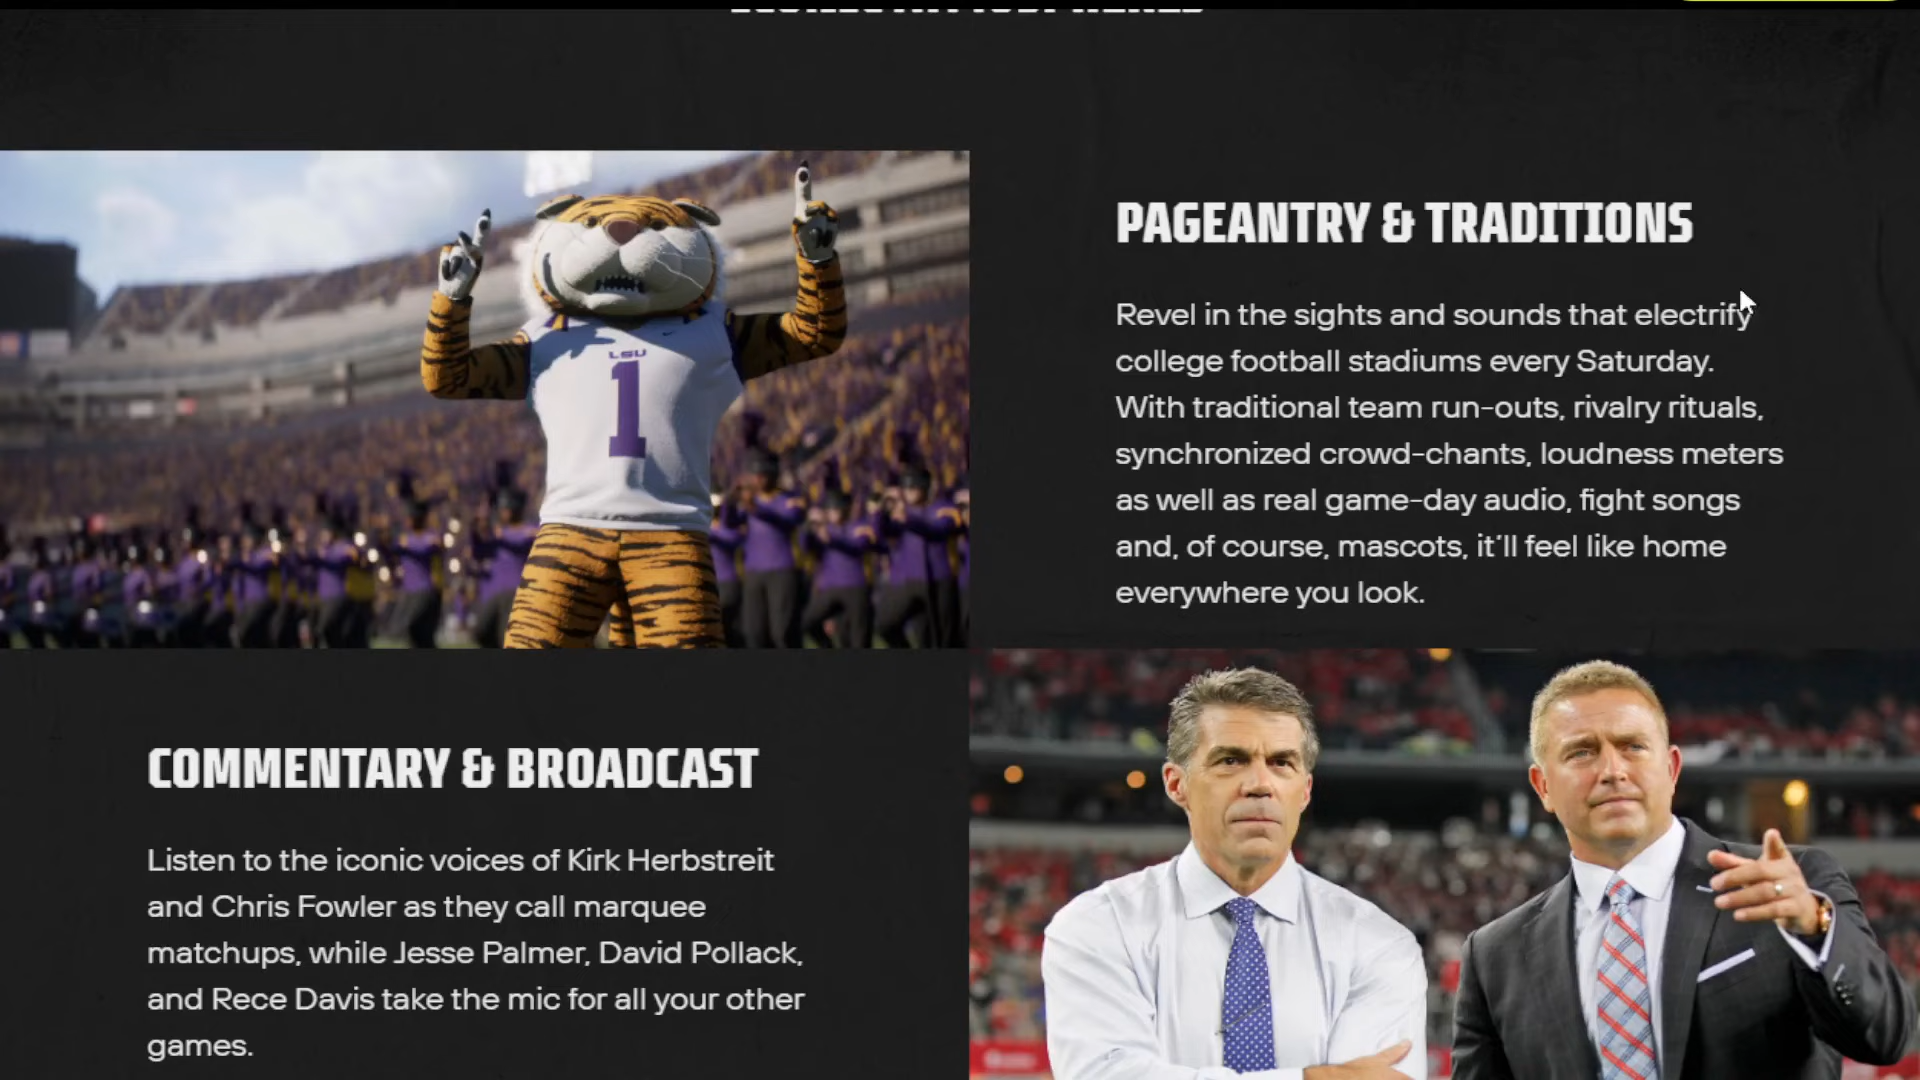 PAGEANTRY & TRADITIONS
Revel in the sights and sounds that electrify
college football stadiums every Saturday.
With traditional team run-outs, rivalry rituals,
synchronized crowd-chants, loudness meters
as well as real game-day audio, fight songs
and, of course, mascots, it'll feel like home
everywhere you look.
LSU
1
COMMENTARY & BROADCAST
Listen to the iconic voices of Kirk Herbstreit
and Chris Fowler as they call marquee
matchups, while Jesse Palmer, David Pollack,
and Rece Davis take the mic for all your other
games.